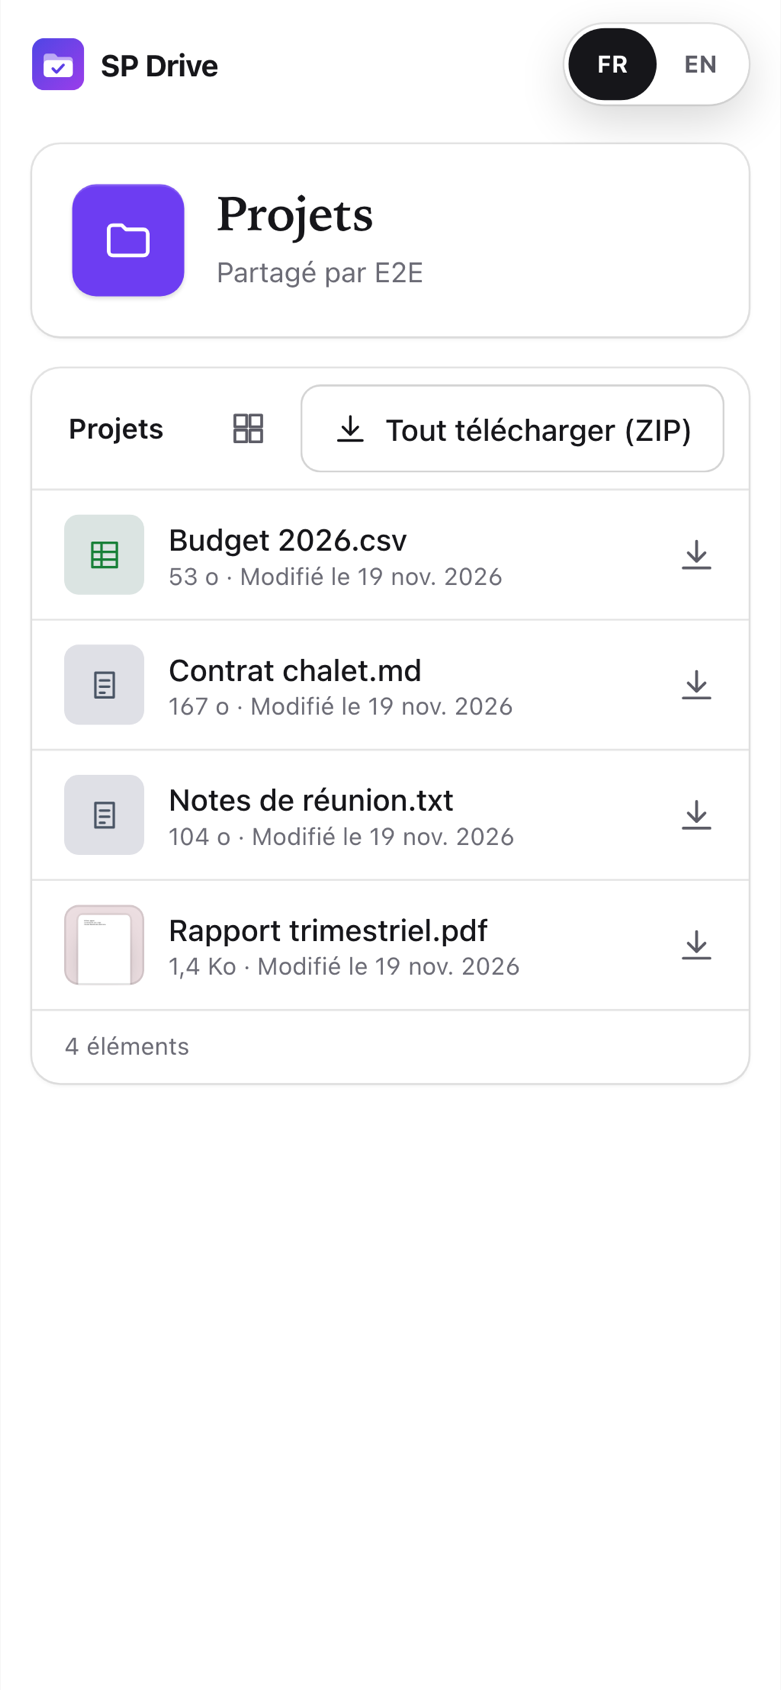 SP Drive
FR
EN
Projets
Partagé par E2E
Projets
Tout télécharger (ZIP)
Budget 2026.csv
53 o · Modifié le 19 nov. 2026
Contrat chalet.md
167 o · Modifié le 19 nov. 2026
Notes de réunion.txt
104 o · Modifié le 19 nov. 2026
Rapport trimestriel.pdf
1,4 Ko · Modifié le 19 nov. 2026
4 éléments